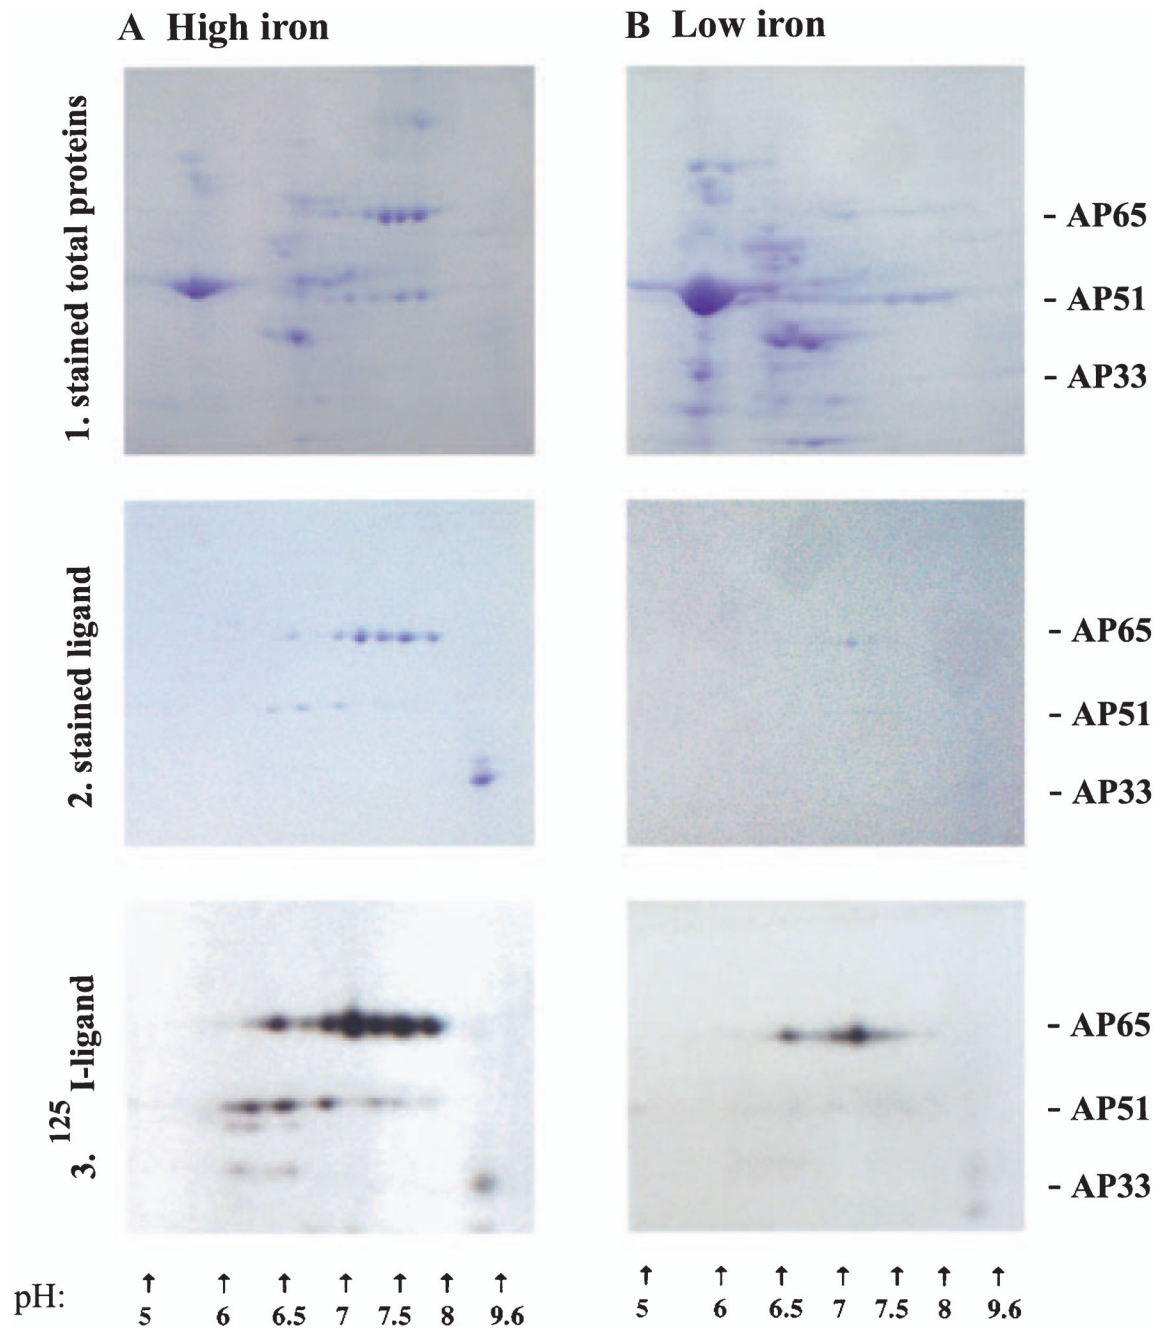 A High iron
B Low iron
1. stained total proteins
- AP65
- AP51
- AP33
2. stained ligand
- AP65
- AP51
- AP33
3. 125I-ligand
- AP65
- AP51
- AP33
pH:
5 6 6.5 7 7.5 8 9.6
5 6 6.5 7 7.5 8 9.6